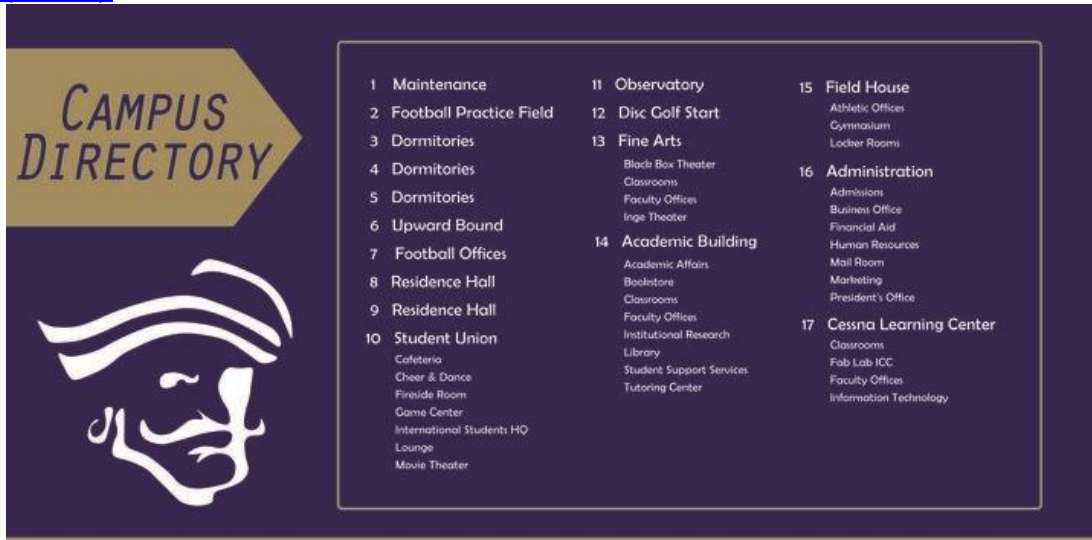 CAMPUS
DIRECTORY
1 Maintenance
2 Football Practice Field
3 Dormitories
4 Dormitories
5 Dormitories
6 Upward Bound
7 Football Offices
8 Residence Hall
9 Residence Hall
10 Student Union
Cafeteria
Cheer & Dance
Fireside Room
Game Center
International Students HQ
Lounge
Movie Theater
11 Observatory
12 Disc Golf Start
13 Fine Arts
Black Box Theater
Classrooms
Faculty Offices
Inge Theater
14 Academic Building
Academic Affairs
Bookstore
Classrooms
Faculty Offices
Institutional Research
Library
Student Support Services
Tutoring Center
15 Field House
Athletic Offices
Gymnasium
Locker Rooms
16 Administration
Admissions
Business Office
Financial Aid
Human Resources
Mail Room
Marketing
President's Office
17 Cessna Learning Center
Classrooms
Fab Lab ICC
Faculty Offices
Information Technology